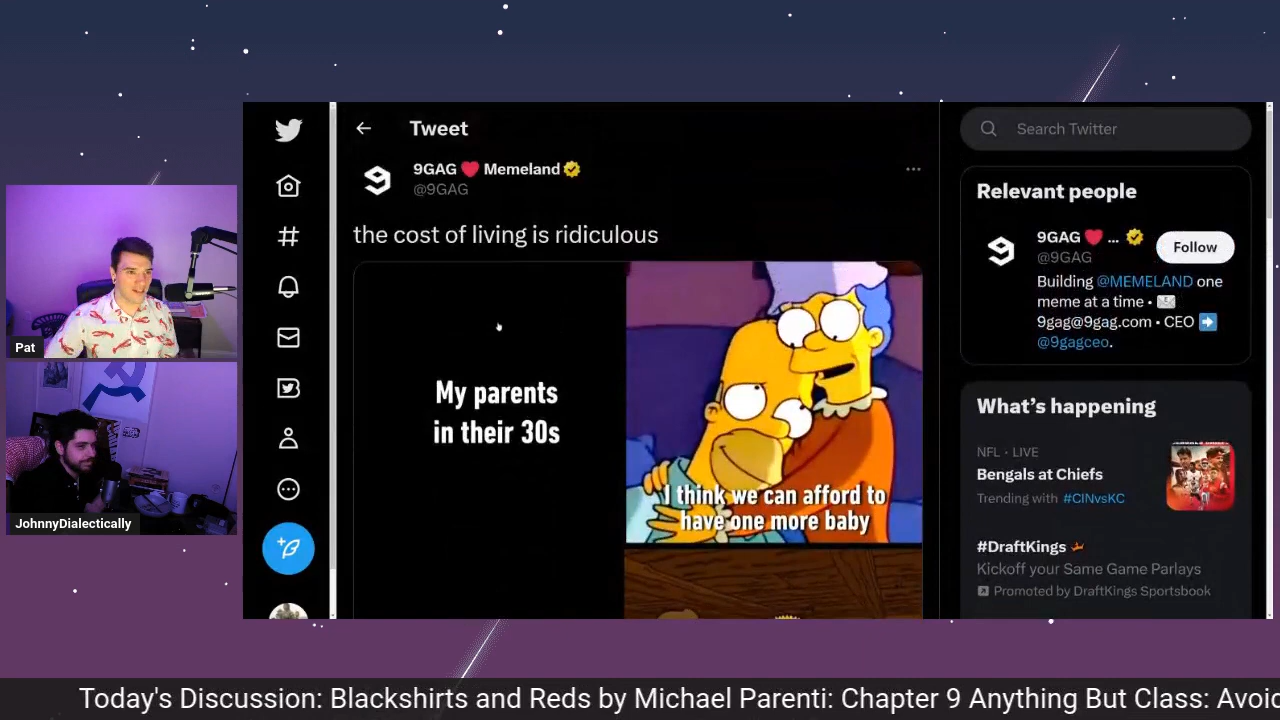 Tweet
9GAG ❤️ Memeland
@9GAG
the cost of living is ridiculous
My parents
in their 30s
I think we can afford to
have one more baby
Search Twitter
Relevant people
9GAG ❤️ ...
@9GAG
Follow
Building @MEMELAND one
meme at a time • 📨
9gag@9gag.com • CEO ➡️
@9gagceo.
What's happening
NFL · LIVE
Bengals at Chiefs
Trending with #CINvsKC
#DraftKings
Kickoff your Same Game Parlays
Promoted by DraftKings Sportsbook
Pat
JohnnyDialectically
Today's Discussion: Blackshirts and Reds by Michael Parenti: Chapter 9 Anything But Class: Avoid